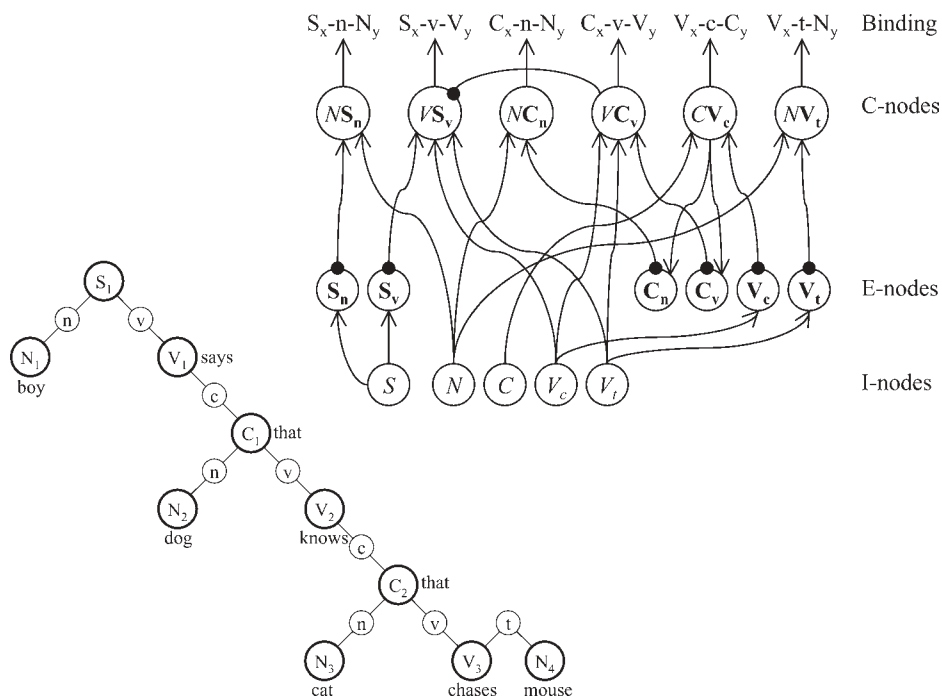 Sx-n-Ny Sx-v-Vy Cx-n-Ny Cx-v-Vy Vx-c-Cy Vx-t-Ny Binding
NSn VSv NCn VCv CVc NVt C-nodes
Sn Sv Cn Cv Vc Vt E-nodes
S N C Vc Vt I-nodes
S1
n v
N1 V1 says
boy
c
C1 that
n v
N2 V2
dog knows
c
C2 that
n v t
N3 V3 N4
cat chases mouse